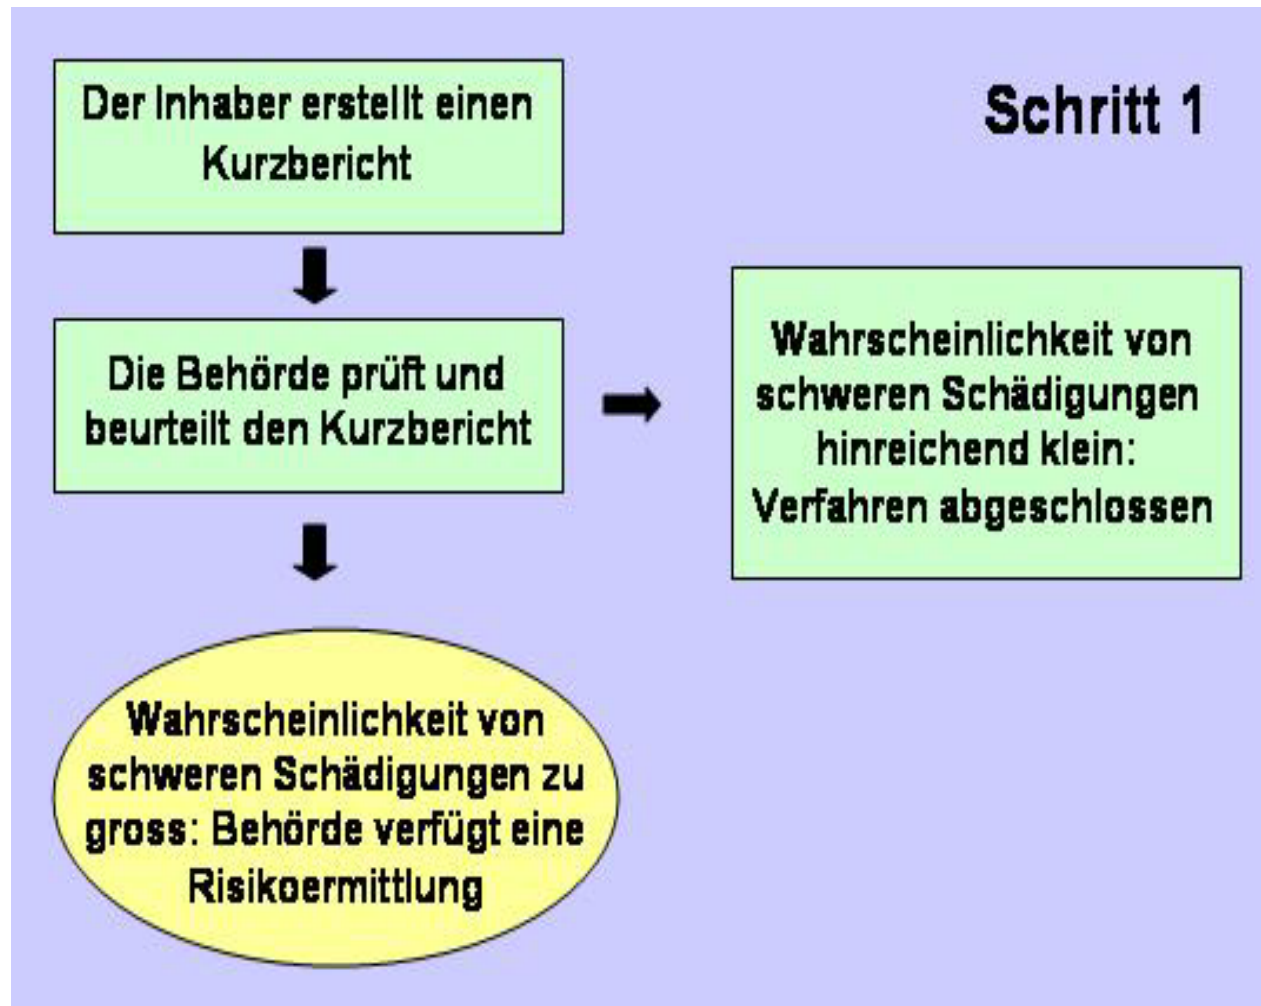 Schritt 1
Der Inhaber erstellt einen
Kurzbericht
Die Behörde prüft und
beurteilt den Kurzbericht
Wahrscheinlichkeit von
schweren Schädigungen
hinreichend klein:
Verfahren abgeschlossen
Wahrscheinlichkeit von
schweren Schädigungen zu
gross: Behörde verfügt eine
Risikoermittlung